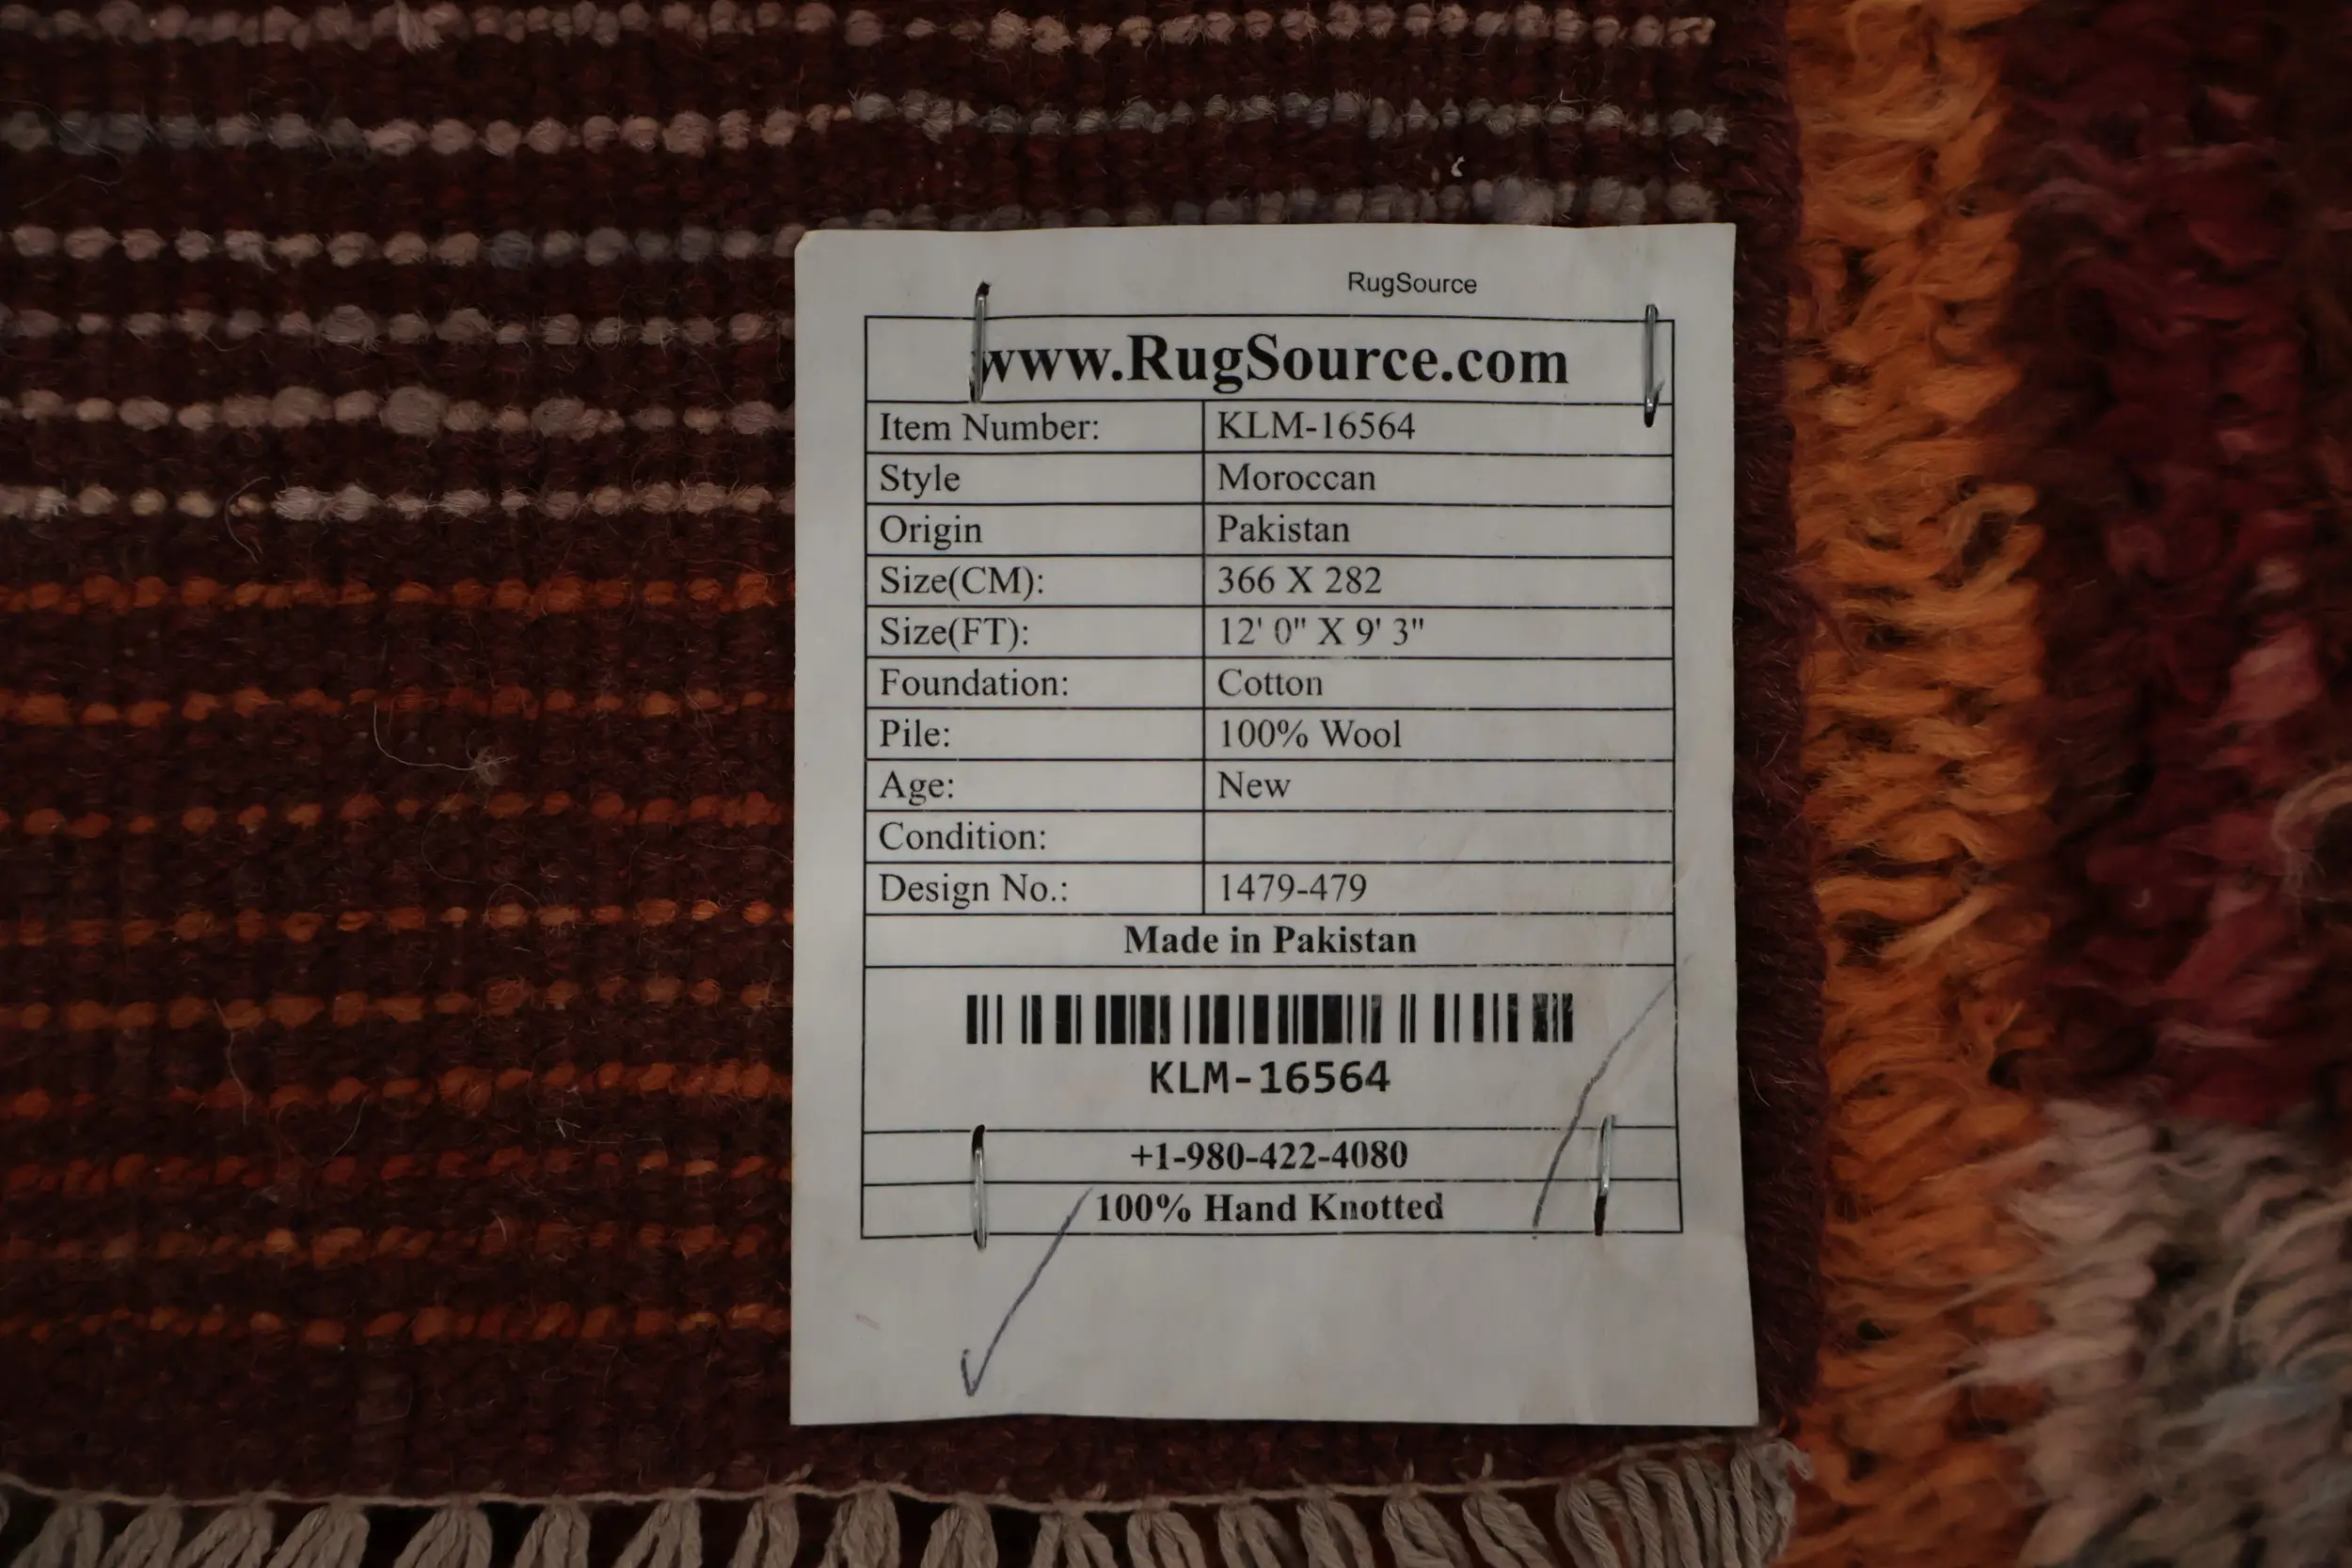 RugSource
www.RugSource.com
Item Number: KLM-16564
Style Moroccan
Origin Pakistan
Size(CM): 366 X 282
Size(FT): 12' 0" X 9' 3"
Foundation: Cotton
Pile: 100% Wool
Age: New
Condition:
Design No.: 1479-479
Made in Pakistan
KLM-16564
+1-980-422-4080
100% Hand Knotted